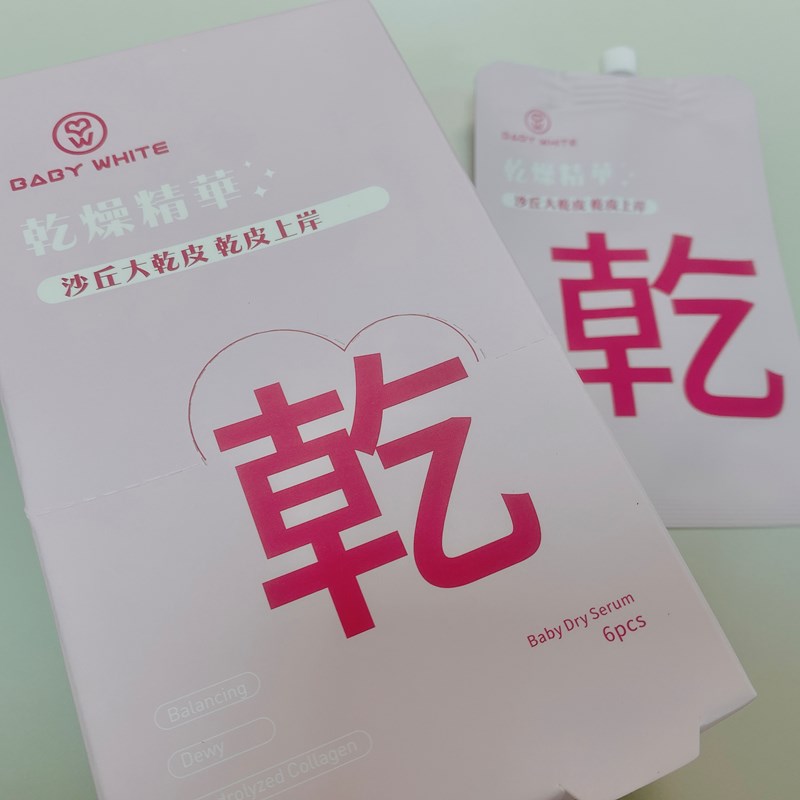 BABY WHITE
乾燥精華
沙丘大乾皮 乾皮上岸
乾
Baby Dry Serum
6pcs
Balancing
Dewy
Collagen
BABY WHITE
乾燥精華
沙丘大乾皮 乾皮上岸
乾